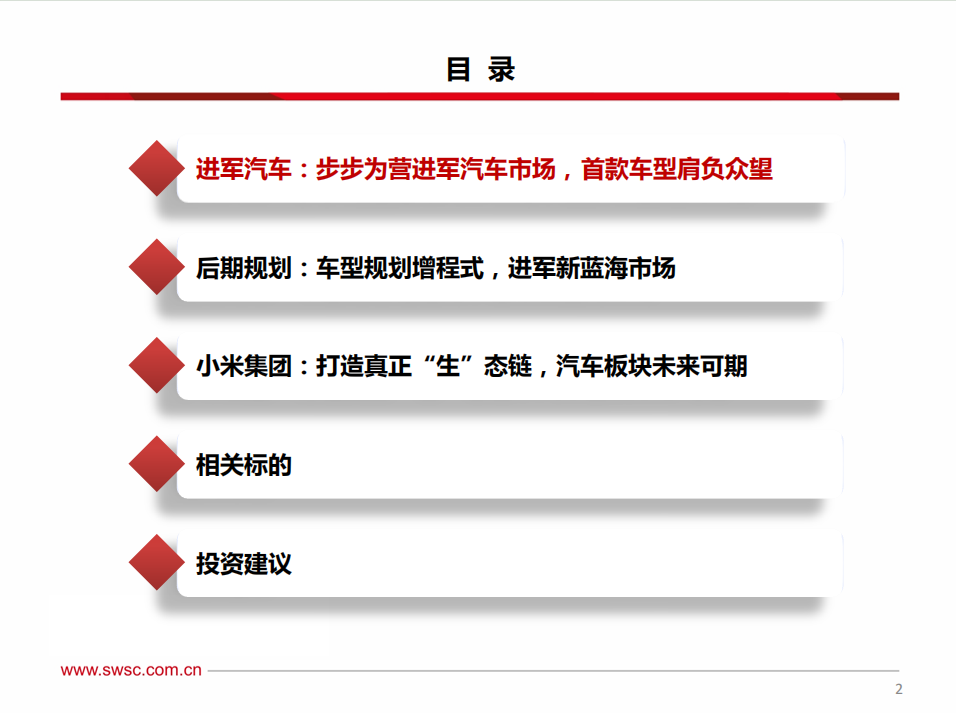 目 录
进军汽车：步步为营进军汽车市场，首款车型肩负众望
后期规划：车型规划增程式，进军新蓝海市场
小米集团：打造真正“生”态链，汽车板块未来可期
相关标的
投资建议
www.swsc.com.cn
2